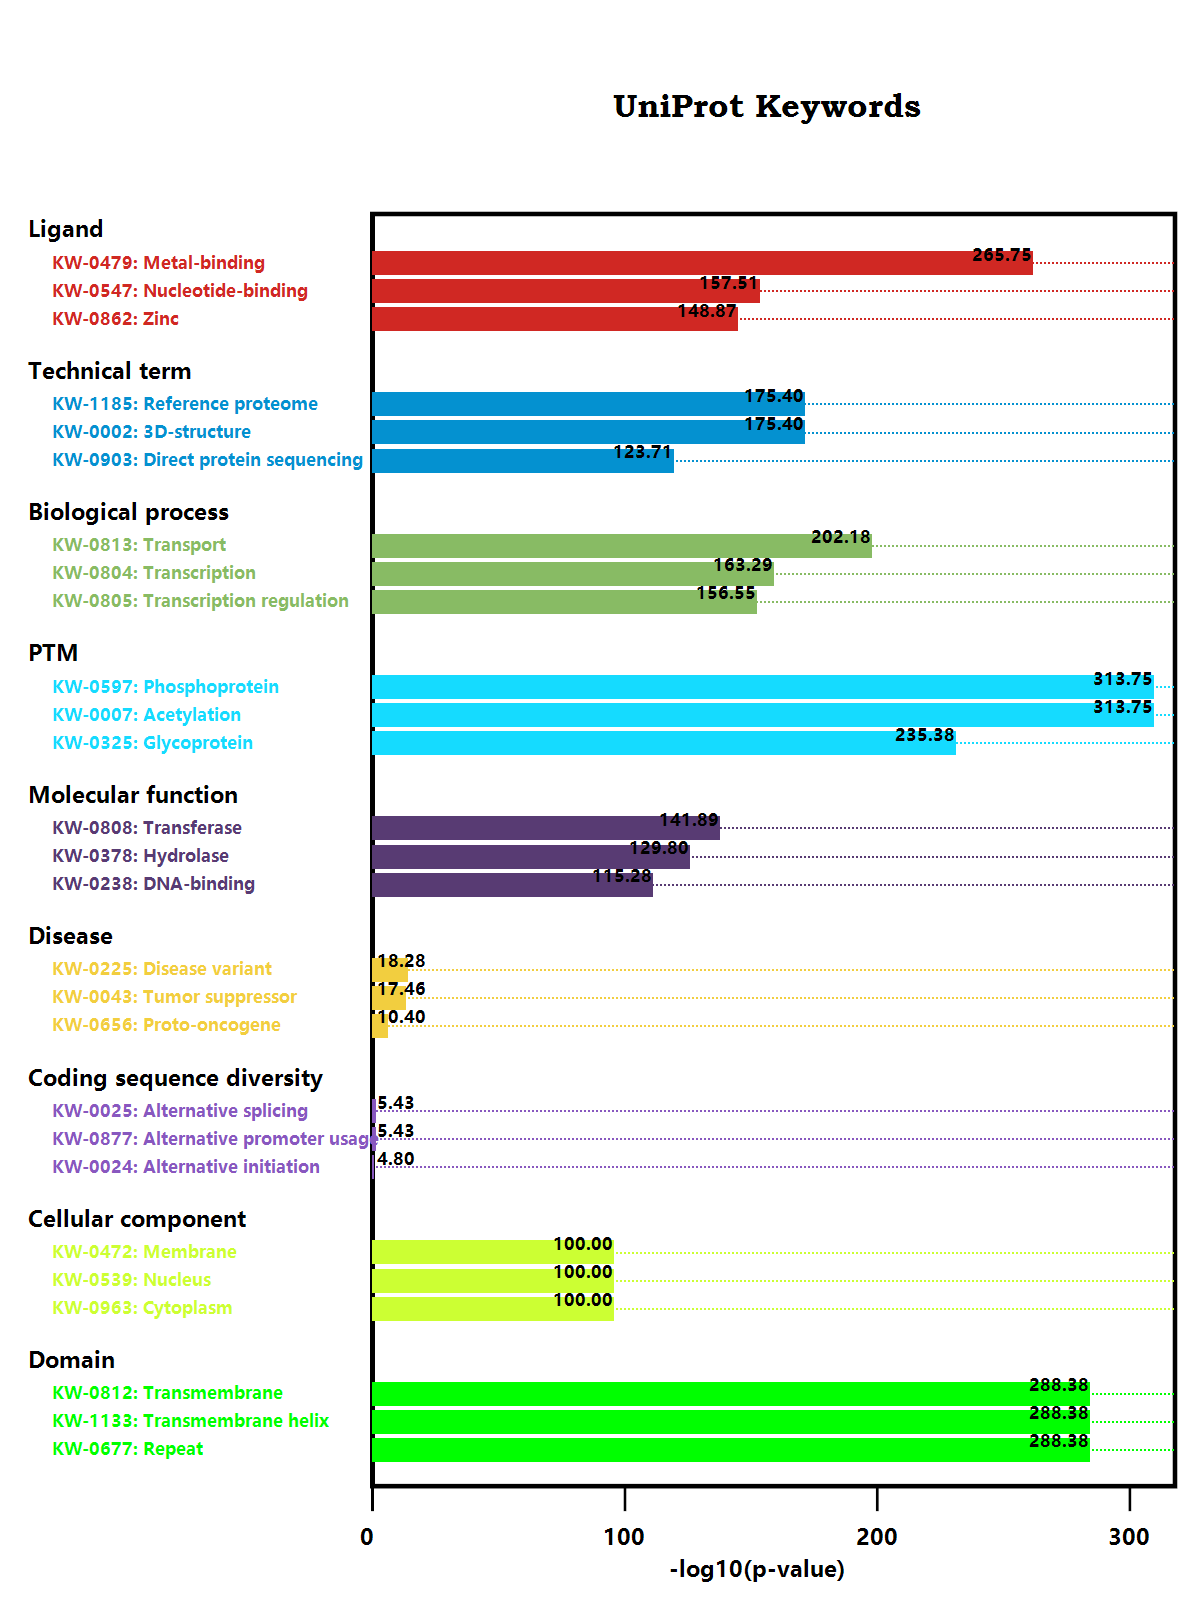 UniProt Keywords
Ligand
KW-0479: Metal-binding 265.75
KW-0547: Nucleotide-binding 157.51
KW-0862: Zinc 148.87
Technical term
KW-1185: Reference proteome 175.40
KW-0002: 3D-structure 175.40
KW-0903: Direct protein sequencing 123.71
Biological process
KW-0813: Transport 202.18
KW-0804: Transcription 163.29
KW-0805: Transcription regulation 156.55
PTM
KW-0597: Phosphoprotein 313.75
KW-0007: Acetylation 313.75
KW-0325: Glycoprotein 235.38
Molecular function
KW-0808: Transferase 141.89
KW-0378: Hydrolase 129.80
KW-0238: DNA-binding 115.28
Disease
KW-0225: Disease variant 18.28
KW-0043: Tumor suppressor 17.46
KW-0656: Proto-oncogene 10.40
Coding sequence diversity
KW-0025: Alternative splicing 5.43
KW-0877: Alternative promoter usage 5.43
KW-0024: Alternative initiation 4.80
Cellular component
KW-0472: Membrane 100.00
KW-0539: Nucleus 100.00
KW-0963: Cytoplasm 100.00
Domain
KW-0812: Transmembrane 288.38
KW-1133: Transmembrane helix 288.38
KW-0677: Repeat 288.38
0 100 200 300
-log10(p-value)